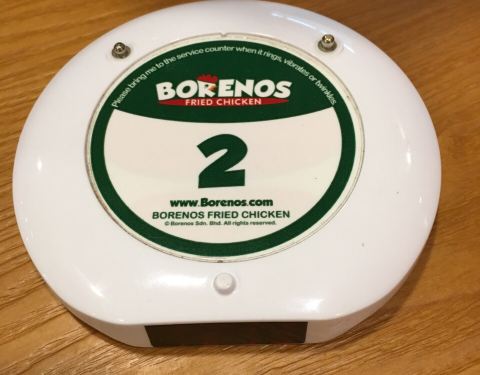 Please bring me to the service counter when it rings, vibrates or twinkles.
BORENOS
FRIED CHICKEN
2
www.Borenos.com
BORENOS FRIED CHICKEN
© Borenos Sdn. Bhd. All rights reserved.